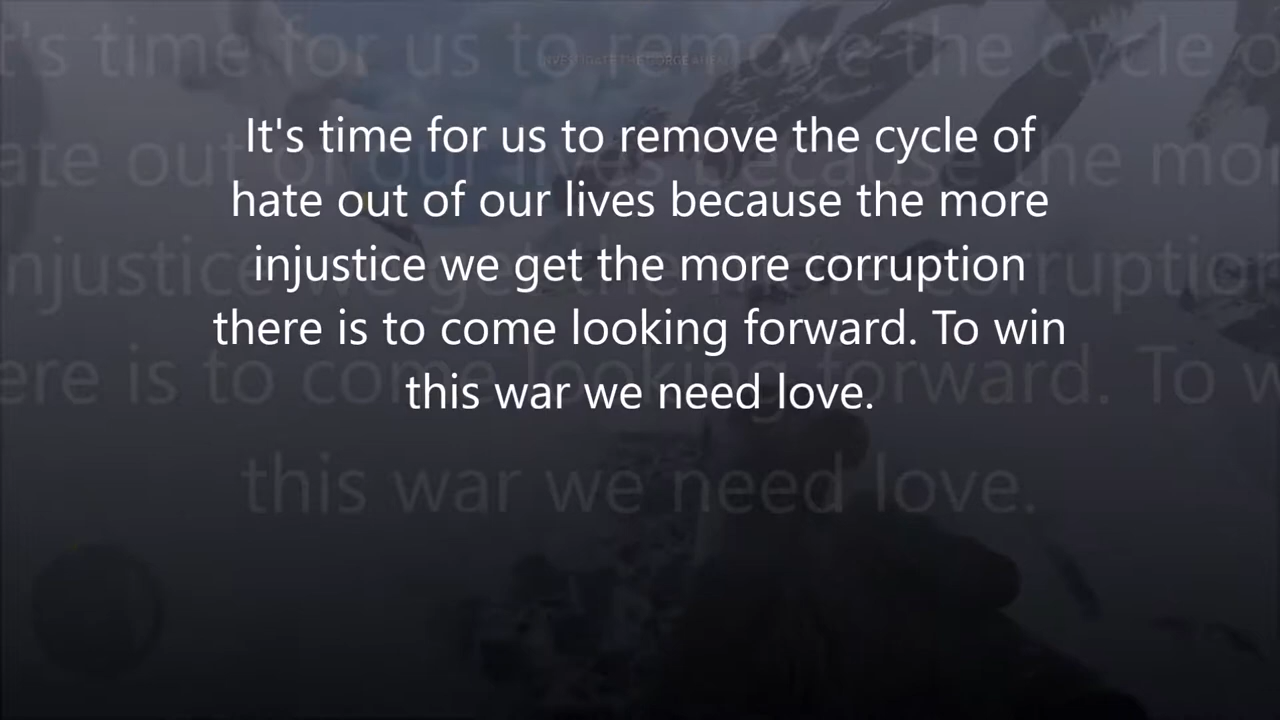 It's time for us to remove the cycle of
hate out of our lives because the more
injustice we get the more corruption
there is to come looking forward. To win
this war we need love.